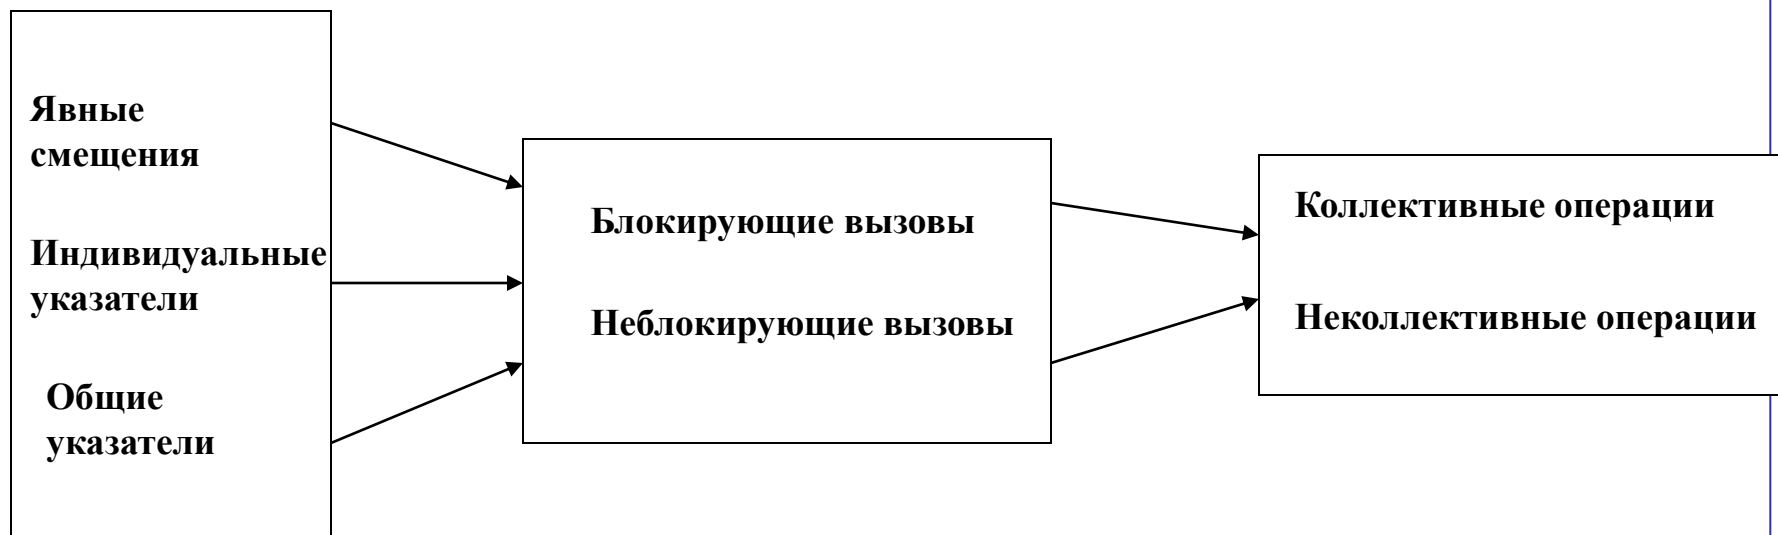 Явные
смещения
Индивидуальные
указатели
Общие
указатели
Блокирующие вызовы
Неблокирующие вызовы
Коллективные операции
Неколлективные операции